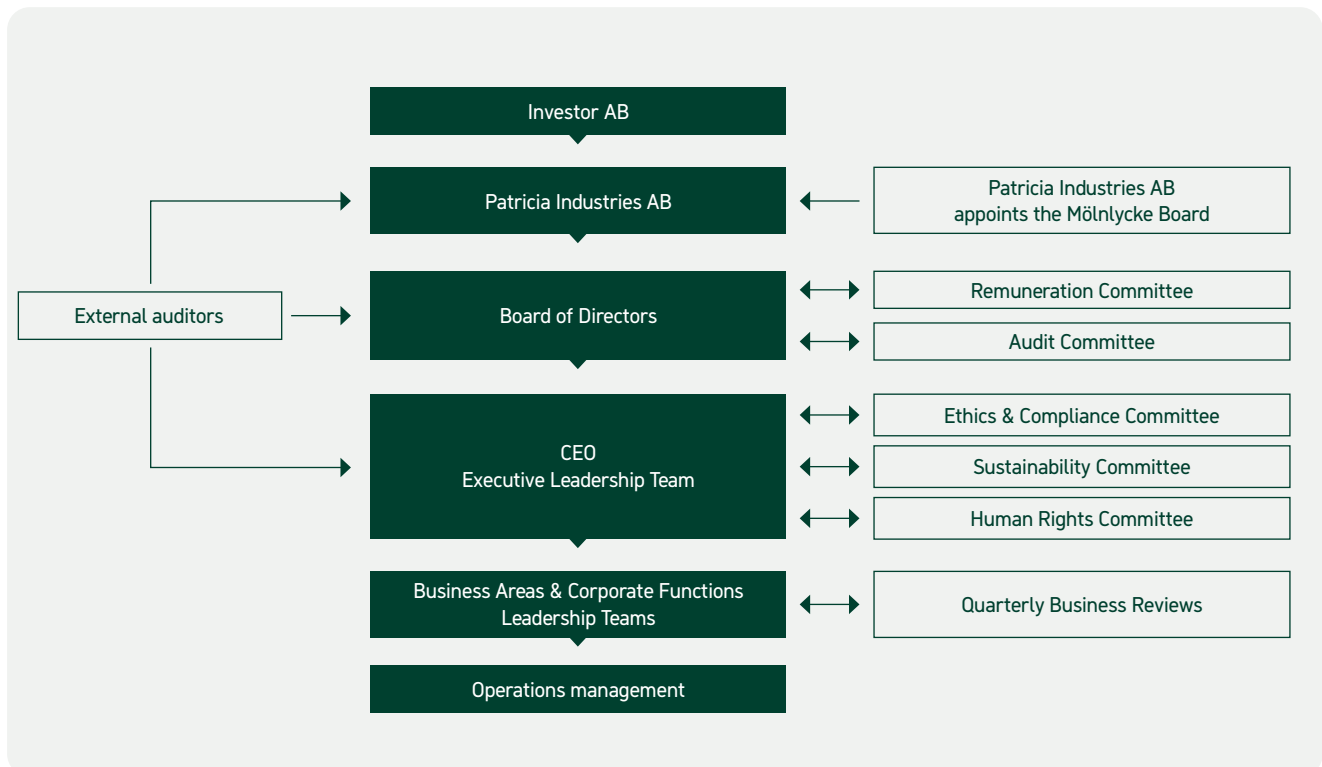 Investor AB
Patricia Industries AB
Patricia Industries AB
appoints the Mölnlycke Board
External auditors
Board of Directors
Remuneration Committee
Audit Committee
CEO
Executive Leadership Team
Ethics & Compliance Committee
Sustainability Committee
Human Rights Committee
Business Areas & Corporate Functions
Leadership Teams
Quarterly Business Reviews
Operations management